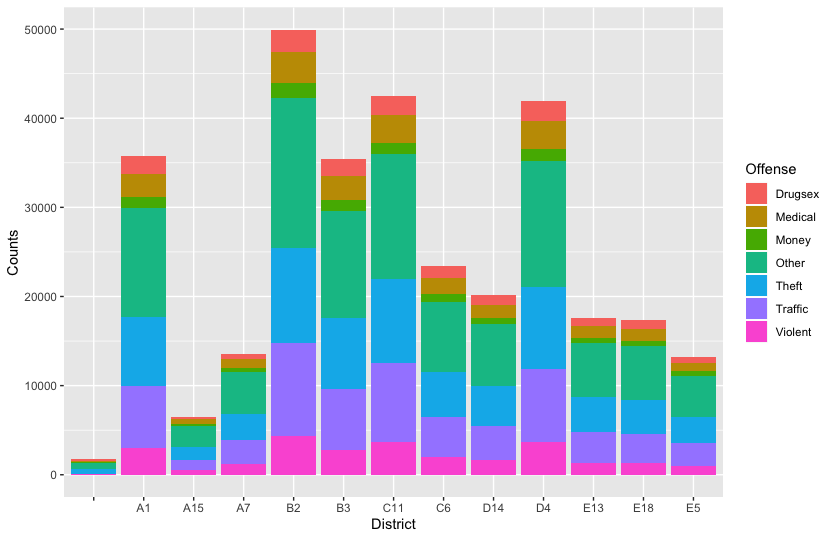 50000
40000
30000
20000
10000
0
Counts
A1 A15 A7 B2 B3 C11 C6 D14 D4 E13 E18 E5
District
Offense
Drugsex
Medical
Money
Other
Theft
Traffic
Violent